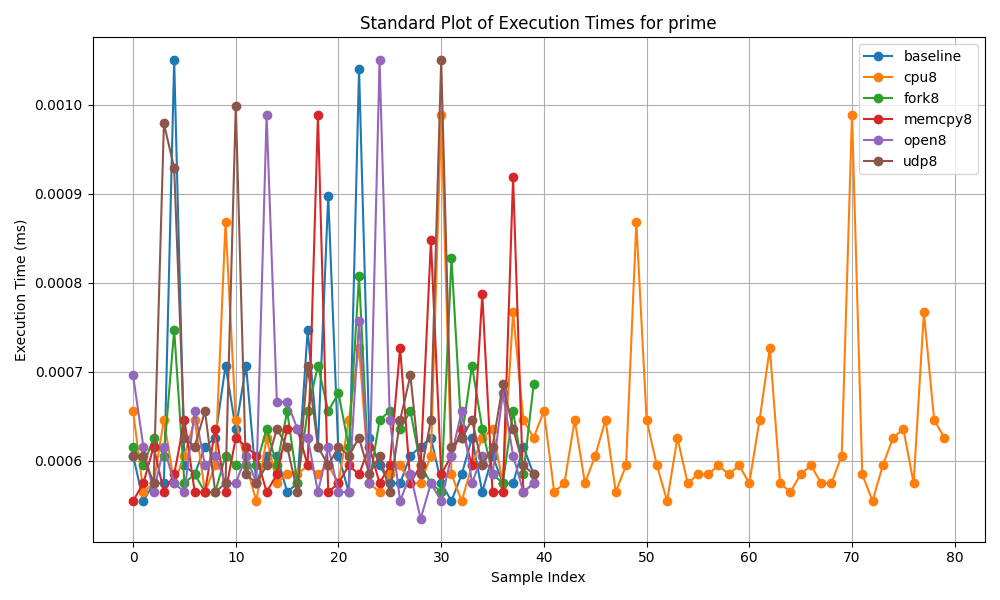 Standard Plot of Execution Times for prime
Execution Time (ms)
0.0010
0.0009
0.0008
0.0007
0.0006
baseline
cpu8
fork8
memcpy8
open8
udp8
0 10 20 30 40 50 60 70 80
Sample Index